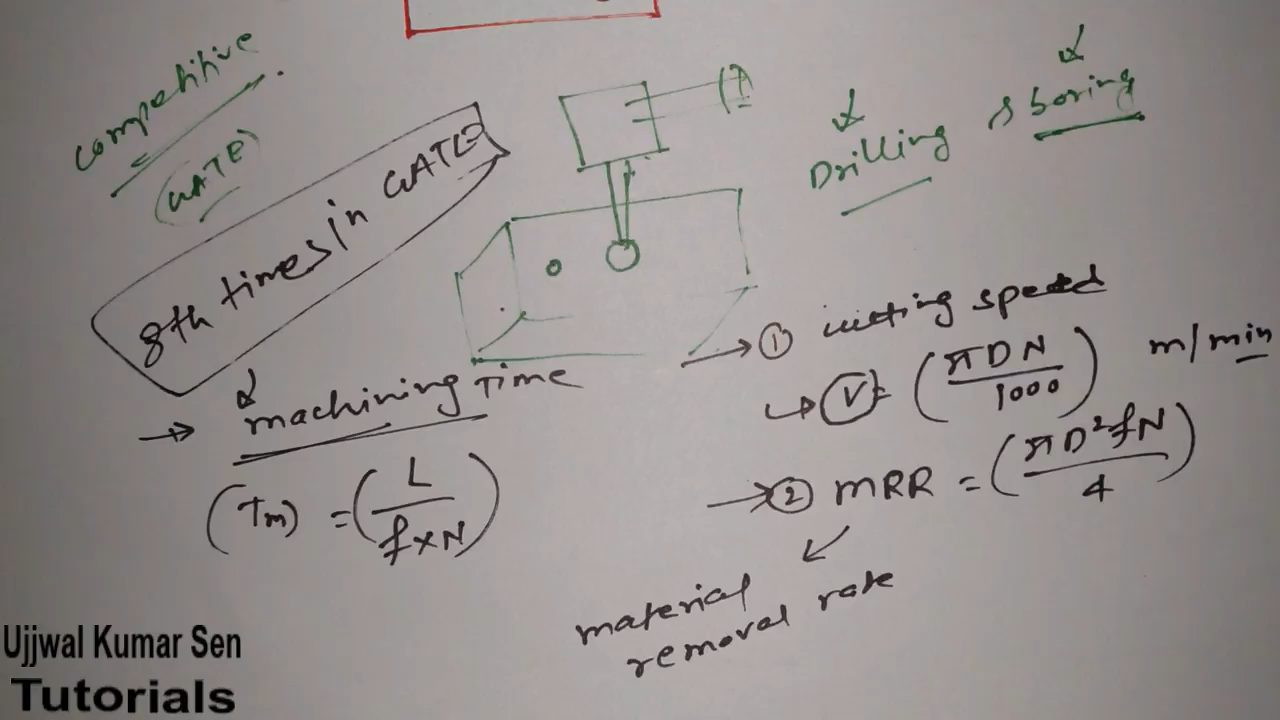 competitive
(GATE)
8th times in GATE
(?)
Drilling & boring
→ machining Time
(Tm) = (L / f×N)
→ ① cutting speed
↳ Ⓥ = (πDN / 1000) m/min
→ ② MRR = (πD²fN / 4)
material
removal rate
Ujjwal Kumar Sen
Tutorials